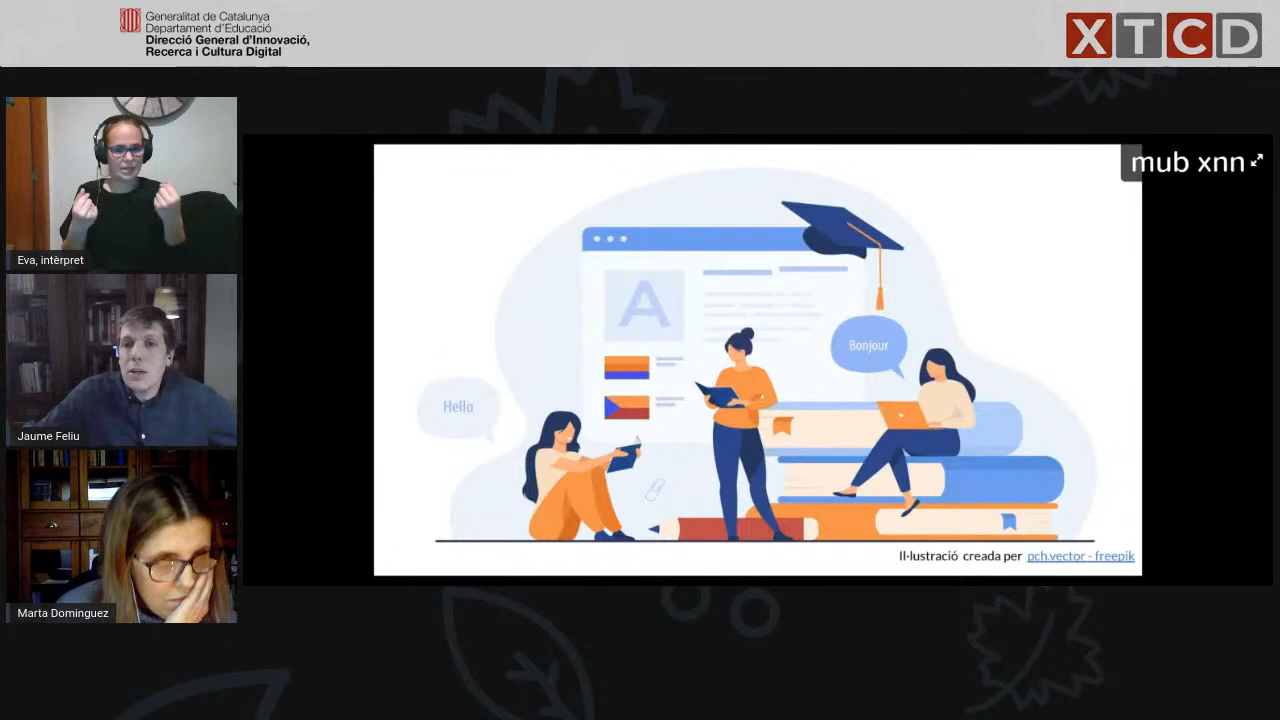 Generalitat de Catalunya
Departament d'Educació
Direcció General d'Innovació,
Recerca i Cultura Digital
XTCD
Eva, intèrpret
Jaume Feliu
Marta Dominguez
mub xnn
A
Bonjour
Hello
Il·lustració creada per pch.vector - freepik